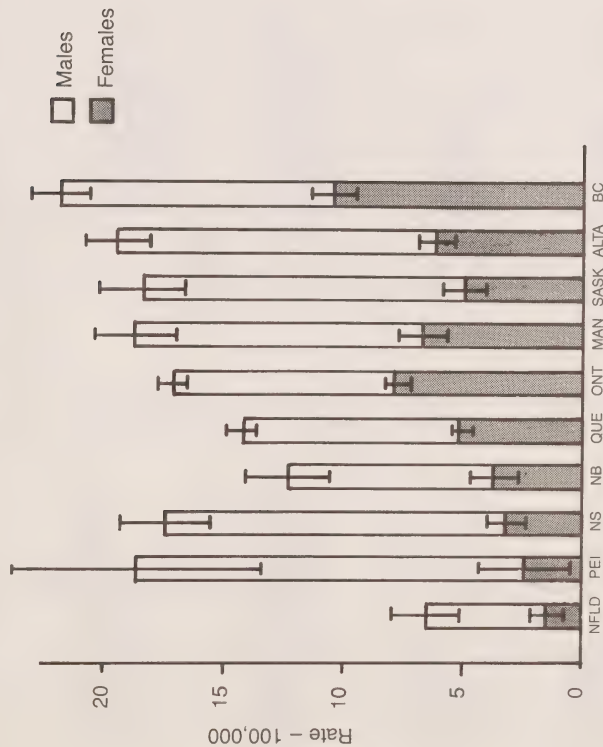 Males
Females
Rate – 100,000
20
15
10
5
0
NFLD
PEI
NS
NB
QUE
ONT
MAN
SASK
ALTA
BC